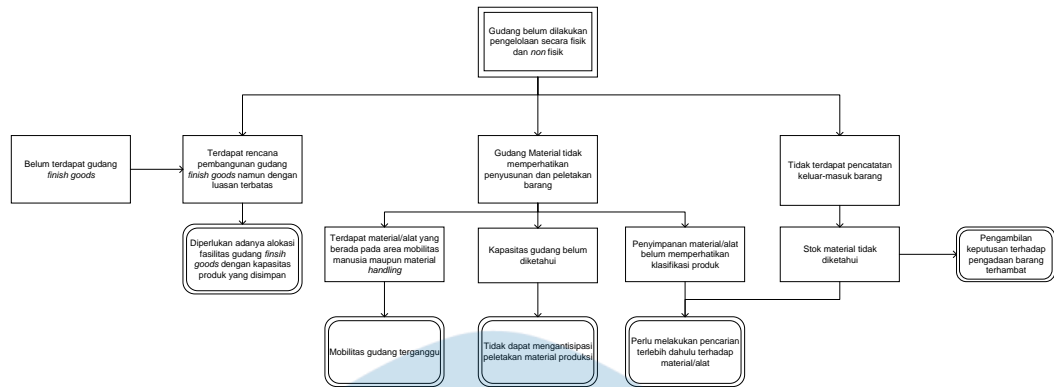 Gudang belum dilakukan
pengelolaan secara fisik
dan non fisik
Belum terdapat gudang
finish goods
Terdapat rencana
pembangunan gudang
finish goods namun dengan
luasan terbatas
Gudang Material tidak
memperhatikan
penyusunan dan peletakan
barang
Tidak terdapat pencatatan
keluar-masuk barang
Diperlukan adanya alokasi
fasilitas gudang finsih
goods dengan kapasitas
produk yang disimpan
Terdapat material/alat yang
berada pada area mobilitas
manusia maupun material
handling
Kapasitas gudang belum
diketahui
Penyimpanan material/alat
belum memperhatikan
klasifikasi produk
Stok material tidak
diketahui
Pengambilan
keputusan terhadap
pengadaan barang
terhambat
Mobilitas gudang terganggu
Tidak dapat mengantisipasi
peletakan material produksi
Perlu melakukan pencarian
terlebih dahulu terhadap
material/alat